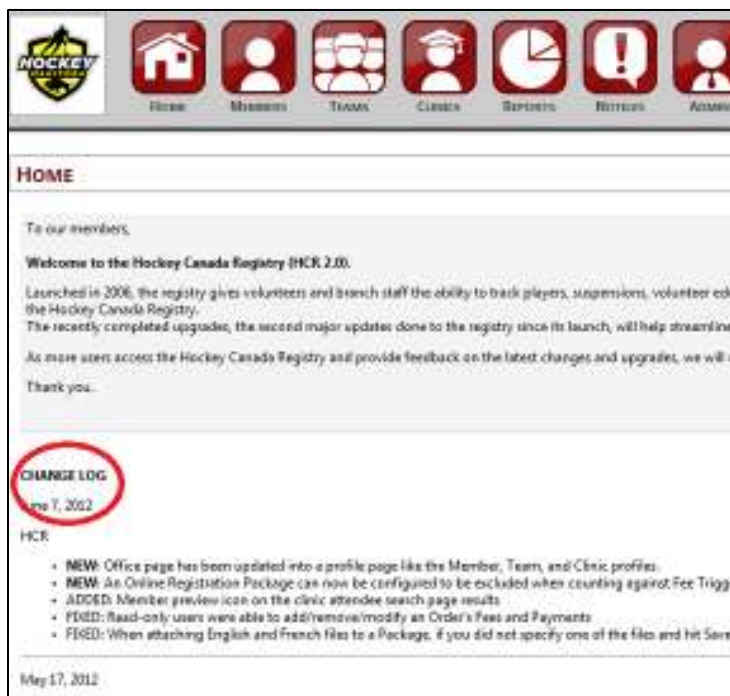 HOCKEY
MANITOBA
HOME MEMBERS TEAMS CLINICS REPORTS NOTICES ADMIN
HOME
To our members,
Welcome to the Hockey Canada Registry (HCR 2.0).
Launched in 2006, the registry gives volunteers and branch staff the ability to track players, suspensions, volunteer edu
the Hockey Canada Registry.
The recently completed upgrades, the second major updates done to the registry since its launch, will help streamline
As more users access the Hockey Canada Registry and provide feedback on the latest changes and upgrades, we will
Thank you.
CHANGE LOG
June 7, 2012
HCR
• NEW: Office page has been updated into a profile page like the Member, Team, and Clinic profiles.
• NEW: An Online Registration Package can now be configured to be excluded when counting against Fee Trigg
• ADDED: Member preview icon on the clinic attendee search page results
• FIXED: Read-only users were able to add/remove/modify an Order's Fees and Payments
• FIXED: When attaching English and French files to a Package, if you did not specify one of the files and hit Save
May 17, 2012